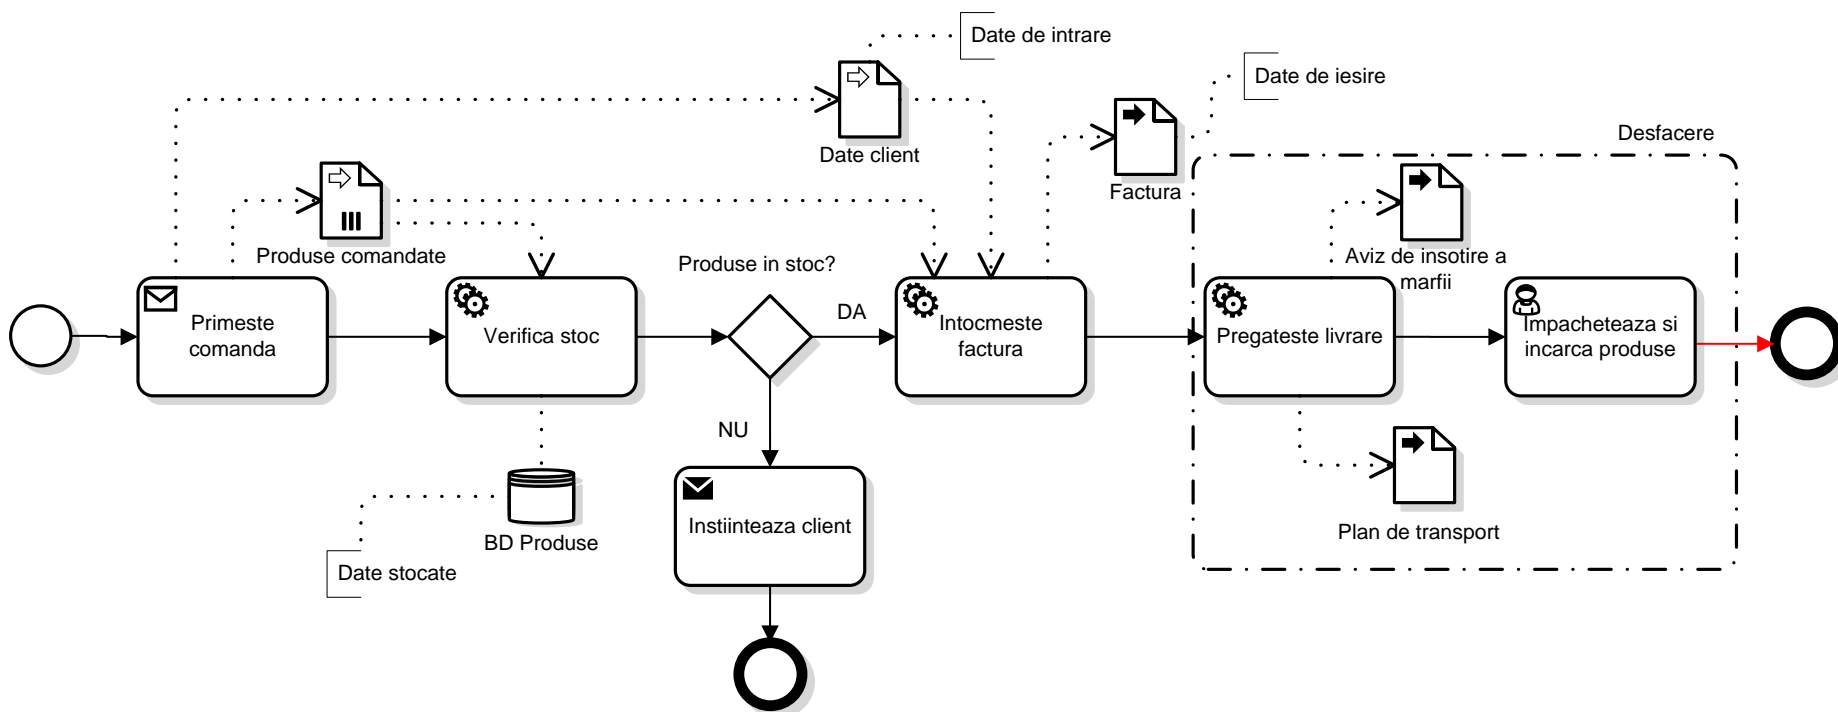 Date de intrare
Date de iesire
Desfacere
Date client
Factura
Produse comandate
Aviz de insotire a
marfii
Produse in stoc?
Primeste
comanda
Verifica stoc
DA
Intocmeste
factura
Pregateste livrare
Impacheteaza si
incarca produse
NU
Instiinteaza client
Plan de transport
BD Produse
Date stocate